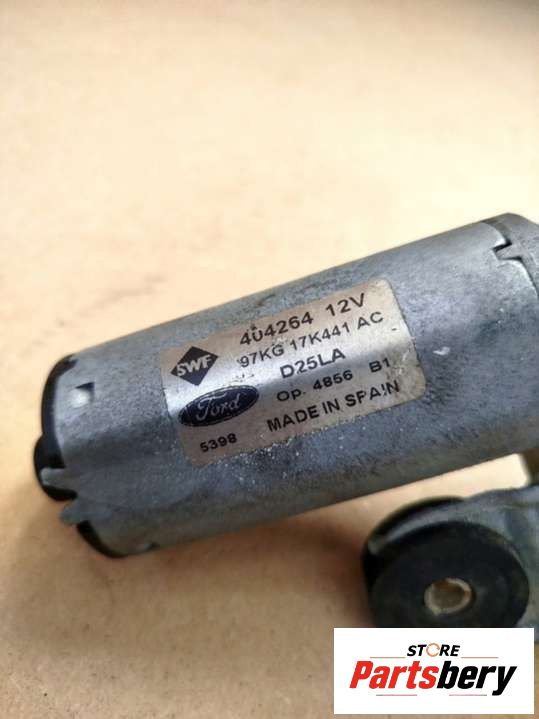 404264 12V
97KG 17K441 AC
SWF
D25LA
Ford
Op. 4856 B1
5398
MADE IN SPAIN
STORE
Partsbery